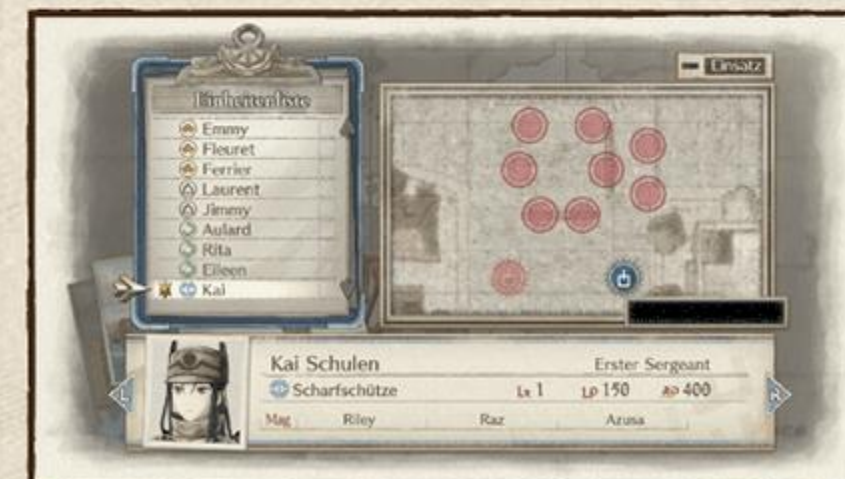 Einsatz
Einheitenliste
Emmy
Fleuret
Ferrier
Laurent
Jimmy
Aulard
Rita
Eileen
Kai
L
R
Kai Schulen Erster Sergeant
Scharfschütze Lv 1 LP 150 AP 400
Mag Riley Raz Azusa